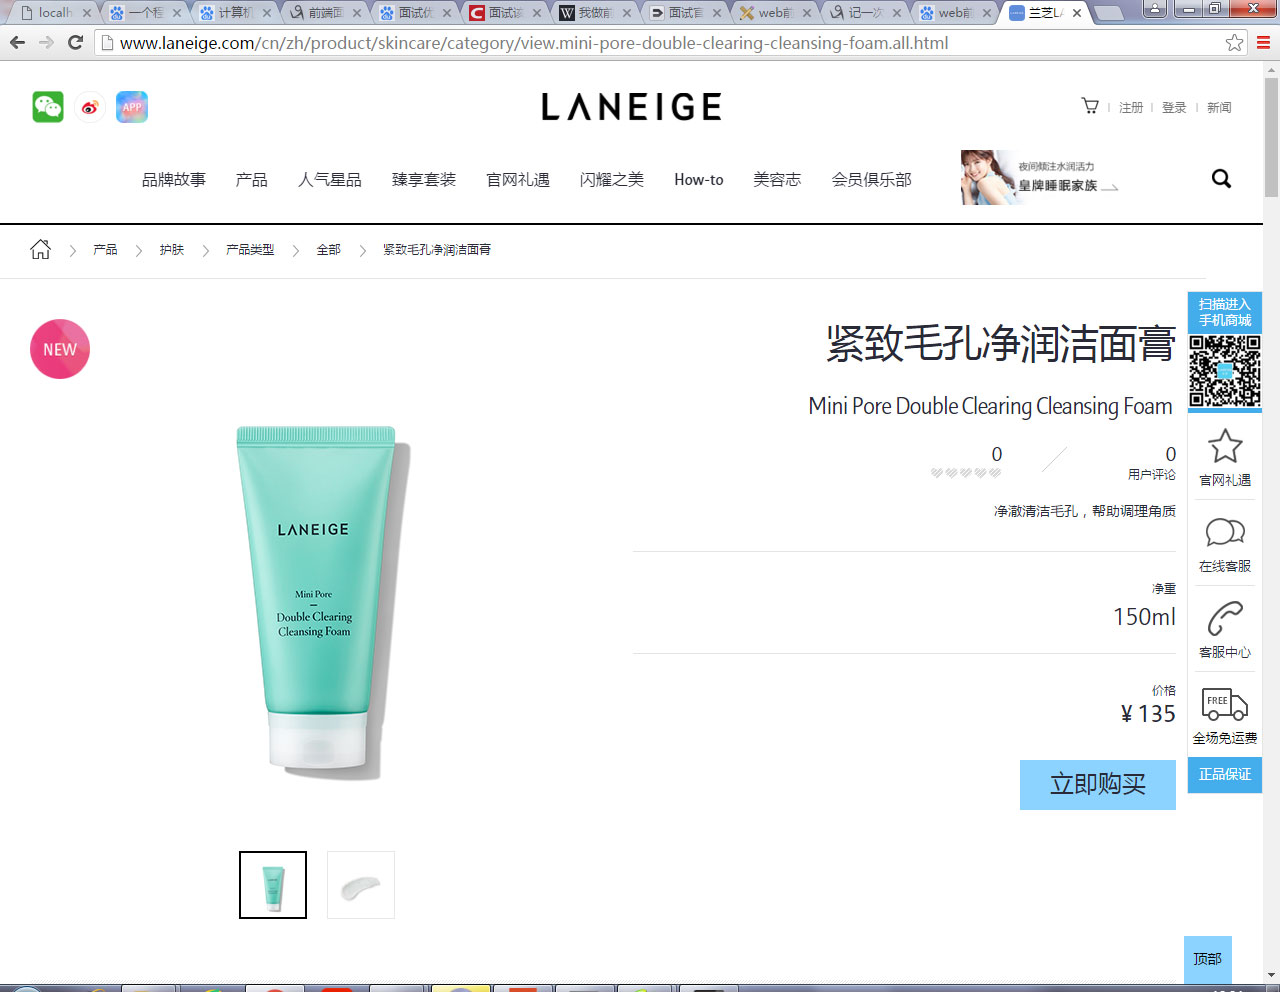 localh
一个程
计算机
前端面
面试优
面试谈
我做前
面试官
web前
记一次
web前
兰芝LA
www.laneige.com/cn/zh/product/skincare/category/view.mini-pore-double-clearing-cleansing-foam.all.html
APP
LANEIGE
注册
登录
新闻
品牌故事
产品
人气星品
臻享套装
官网礼遇
闪耀之美
How-to
美容志
会员俱乐部
夜间倾注水润活力
皇牌睡眠家族
产品
护肤
产品类型
全部
紧致毛孔净润洁面膏
NEW
LANEIGE
Mini Pore
Double Clearing
Cleansing Foam
紧致毛孔净润洁面膏
Mini Pore Double Clearing Cleansing Foam
0
0
用户评论
净澈清洁毛孔，帮助调理角质
净重
150ml
价格
¥ 135
立即购买
扫描进入
手机商城
官网礼遇
在线客服
客服中心
FREE
全场免运费
正品保证
顶部